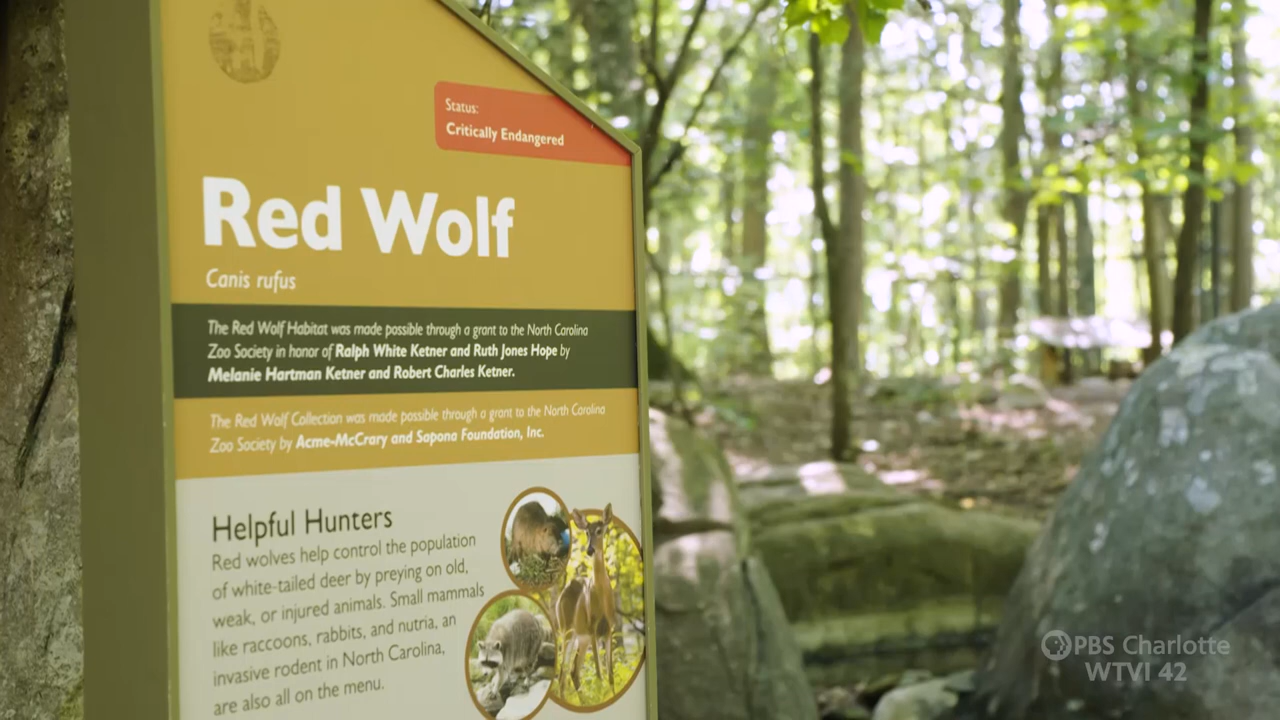 Status:
Critically Endangered
Red Wolf
Canis rufus
The Red Wolf Habitat was made possible through a grant to the North Carolina
Zoo Society in honor of Ralph White Ketner and Ruth Jones Hope by
Melanie Hartman Ketner and Robert Charles Ketner.
The Red Wolf Collection was made possible through a grant to the North Carolina
Zoo Society by Acme-McCrary and Sapona Foundation, Inc.
Helpful Hunters
Red wolves help control the population
of white-tailed deer by preying on old,
weak, or injured animals. Small mammals
like raccoons, rabbits, and nutria, an
invasive rodent in North Carolina,
are also all on the menu.
PBS Charlotte
WTVI 42